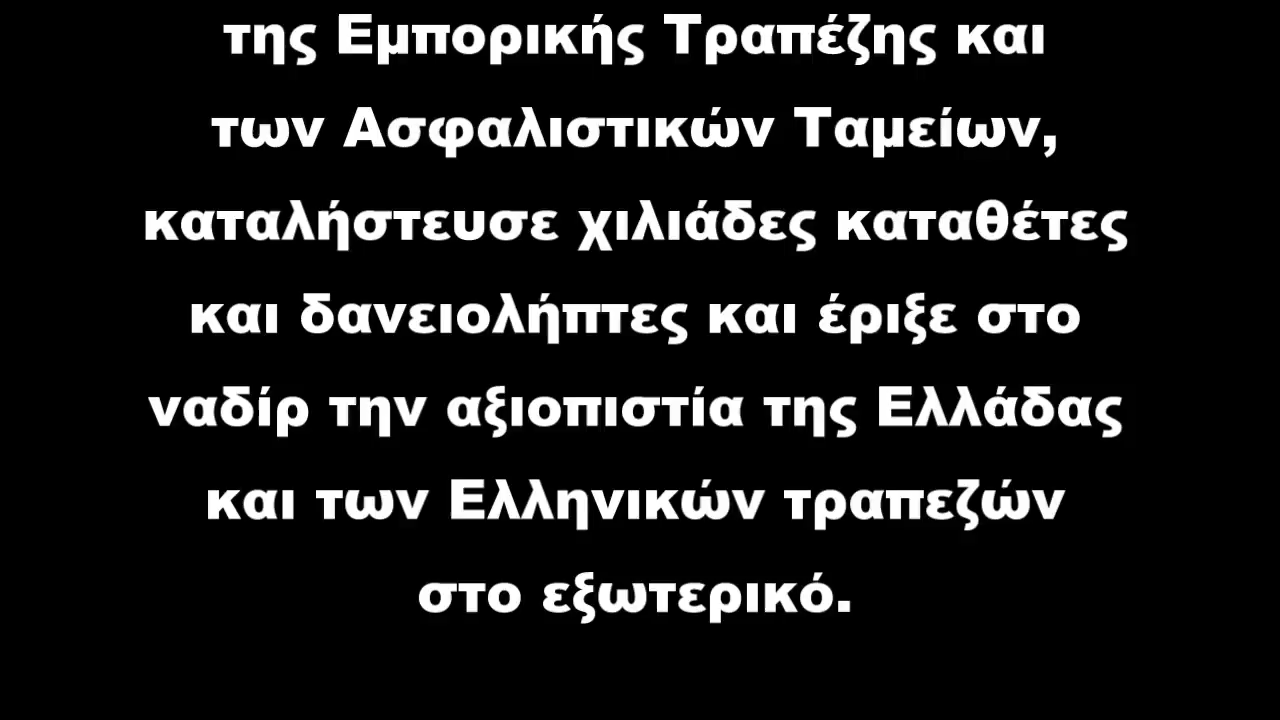 της Εμπορικής Τραπέζης και
των Ασφαλιστικών Ταμείων,
καταλήστευσε χιλιάδες καταθέτες
και δανειολήπτες και έριξε στο
ναδίρ την αξιοπιστία της Ελλάδας
και των Ελληνικών τραπεζών
στο εξωτερικό.